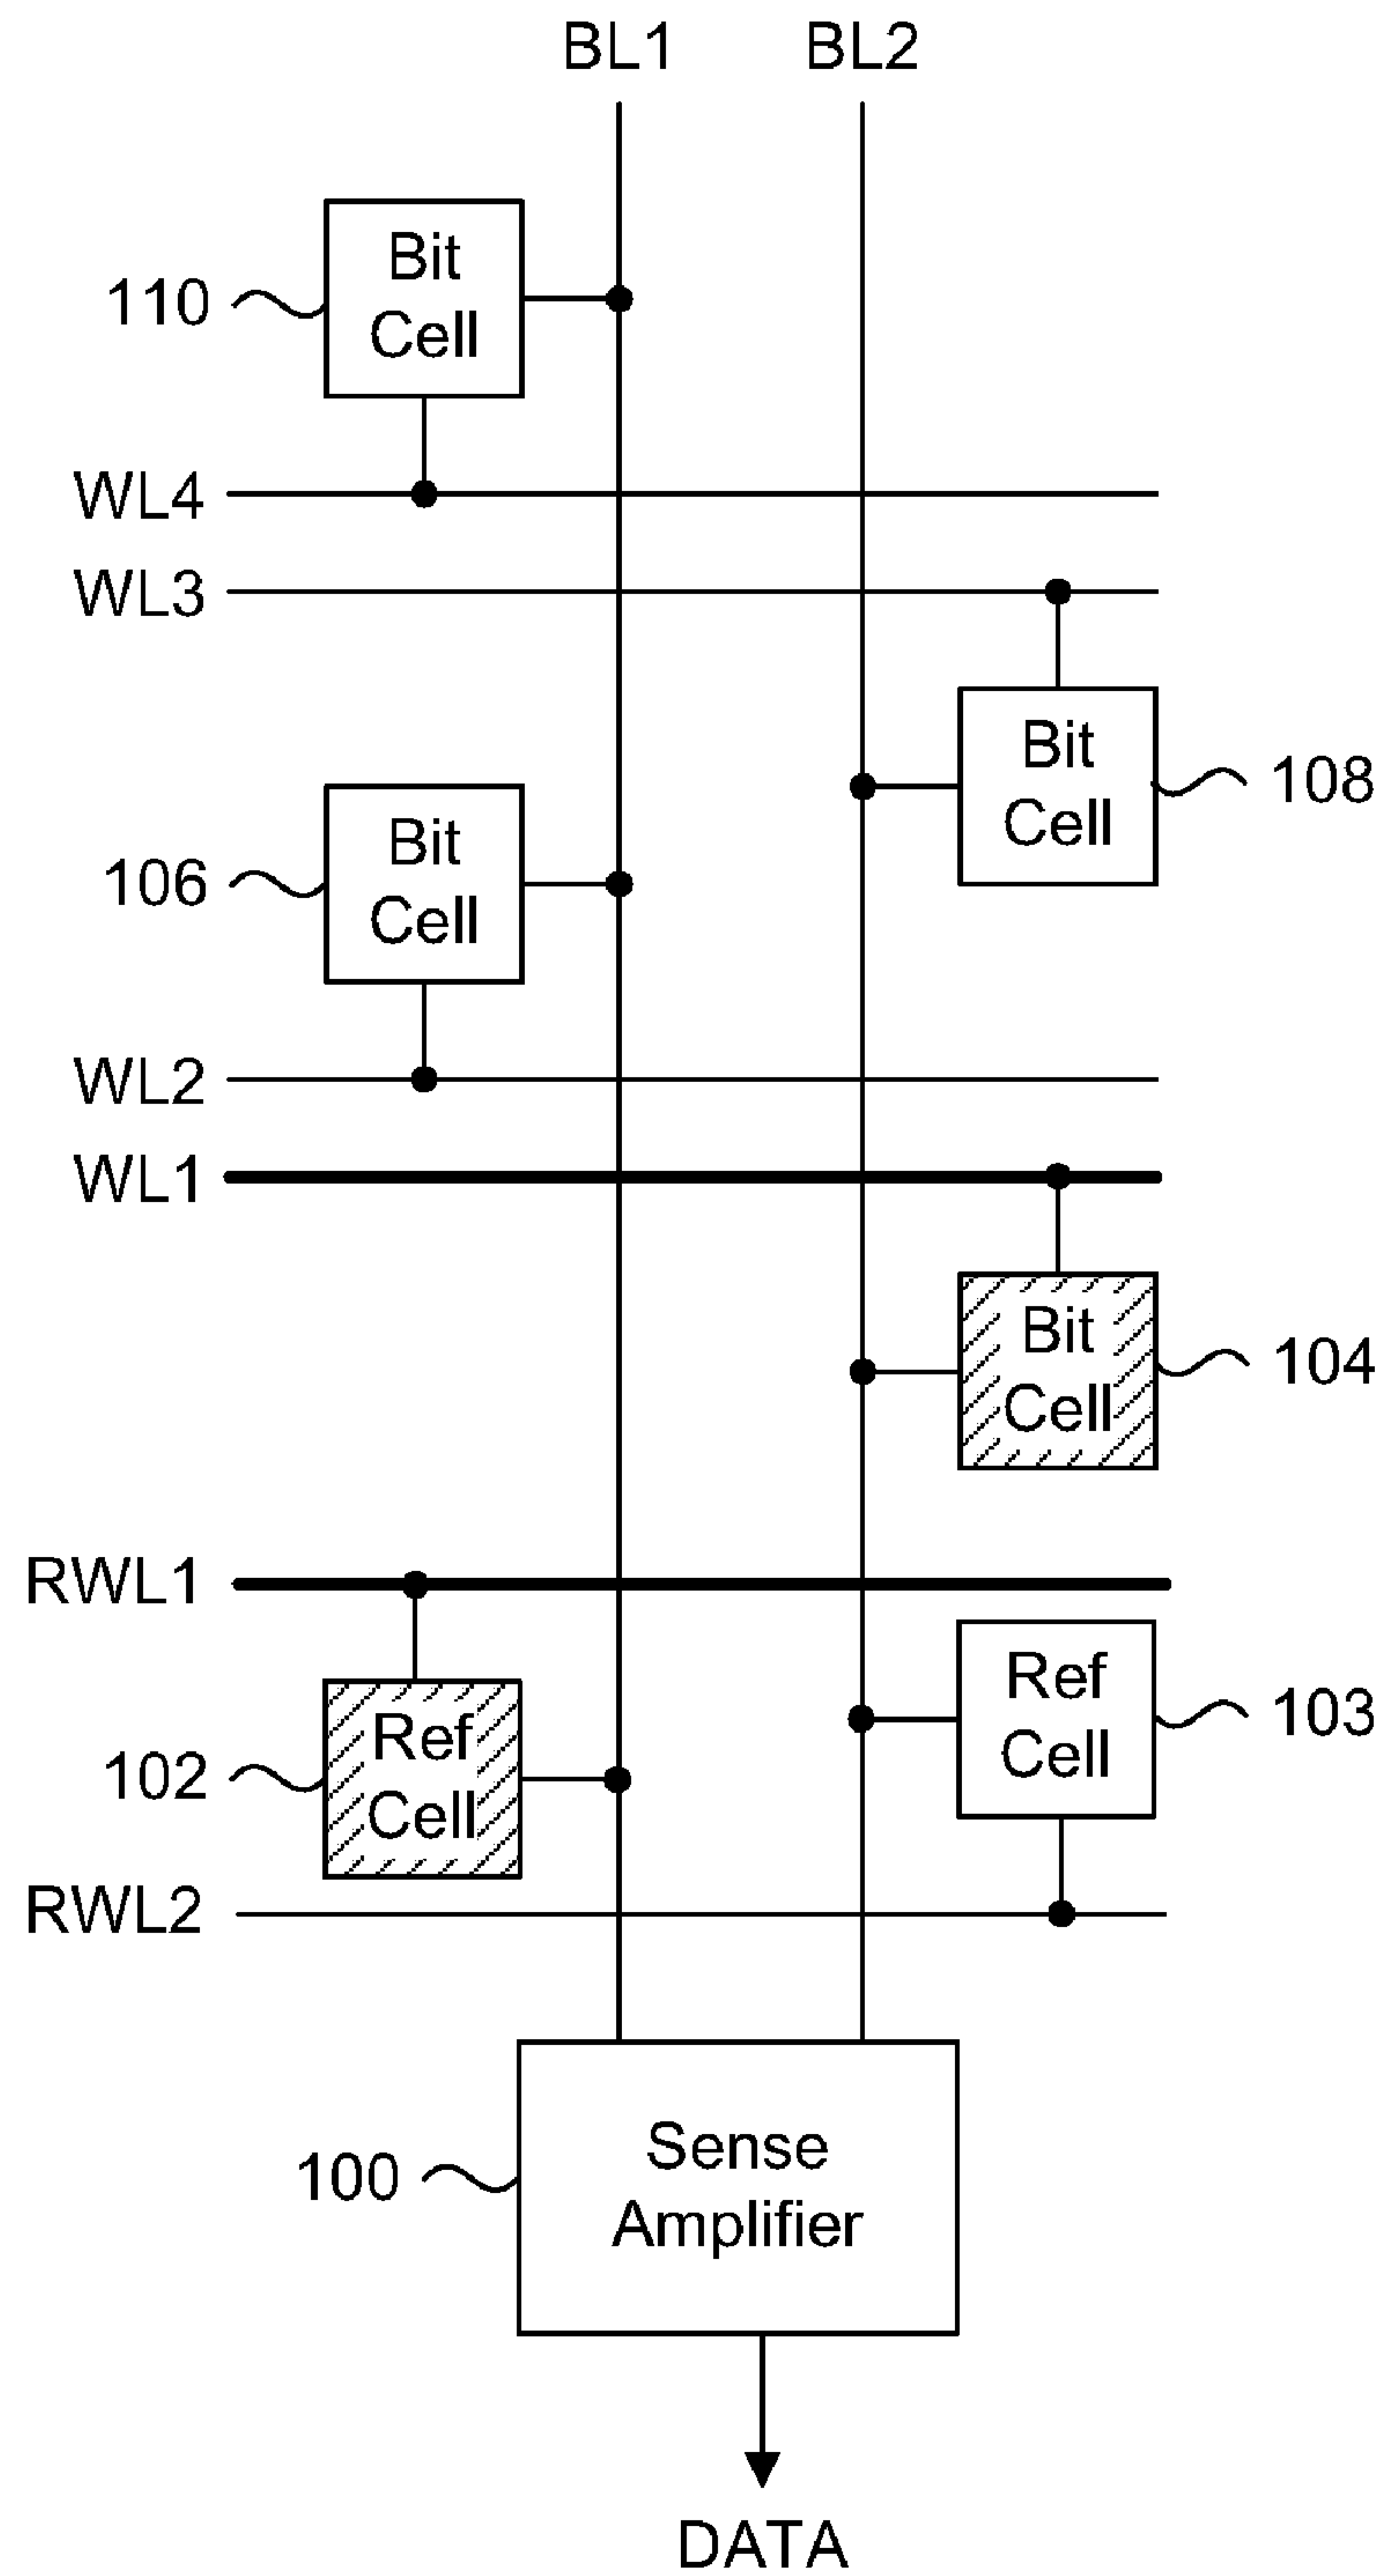 BL1 BL2
Bit
Cell
110
WL4
WL3
Bit
Cell
108
Bit
Cell
106
WL2
WL1
Bit
Cell
104
RWL1
Ref
Cell
103
Ref
Cell
102
RWL2
Sense
Amplifier
100
DATA